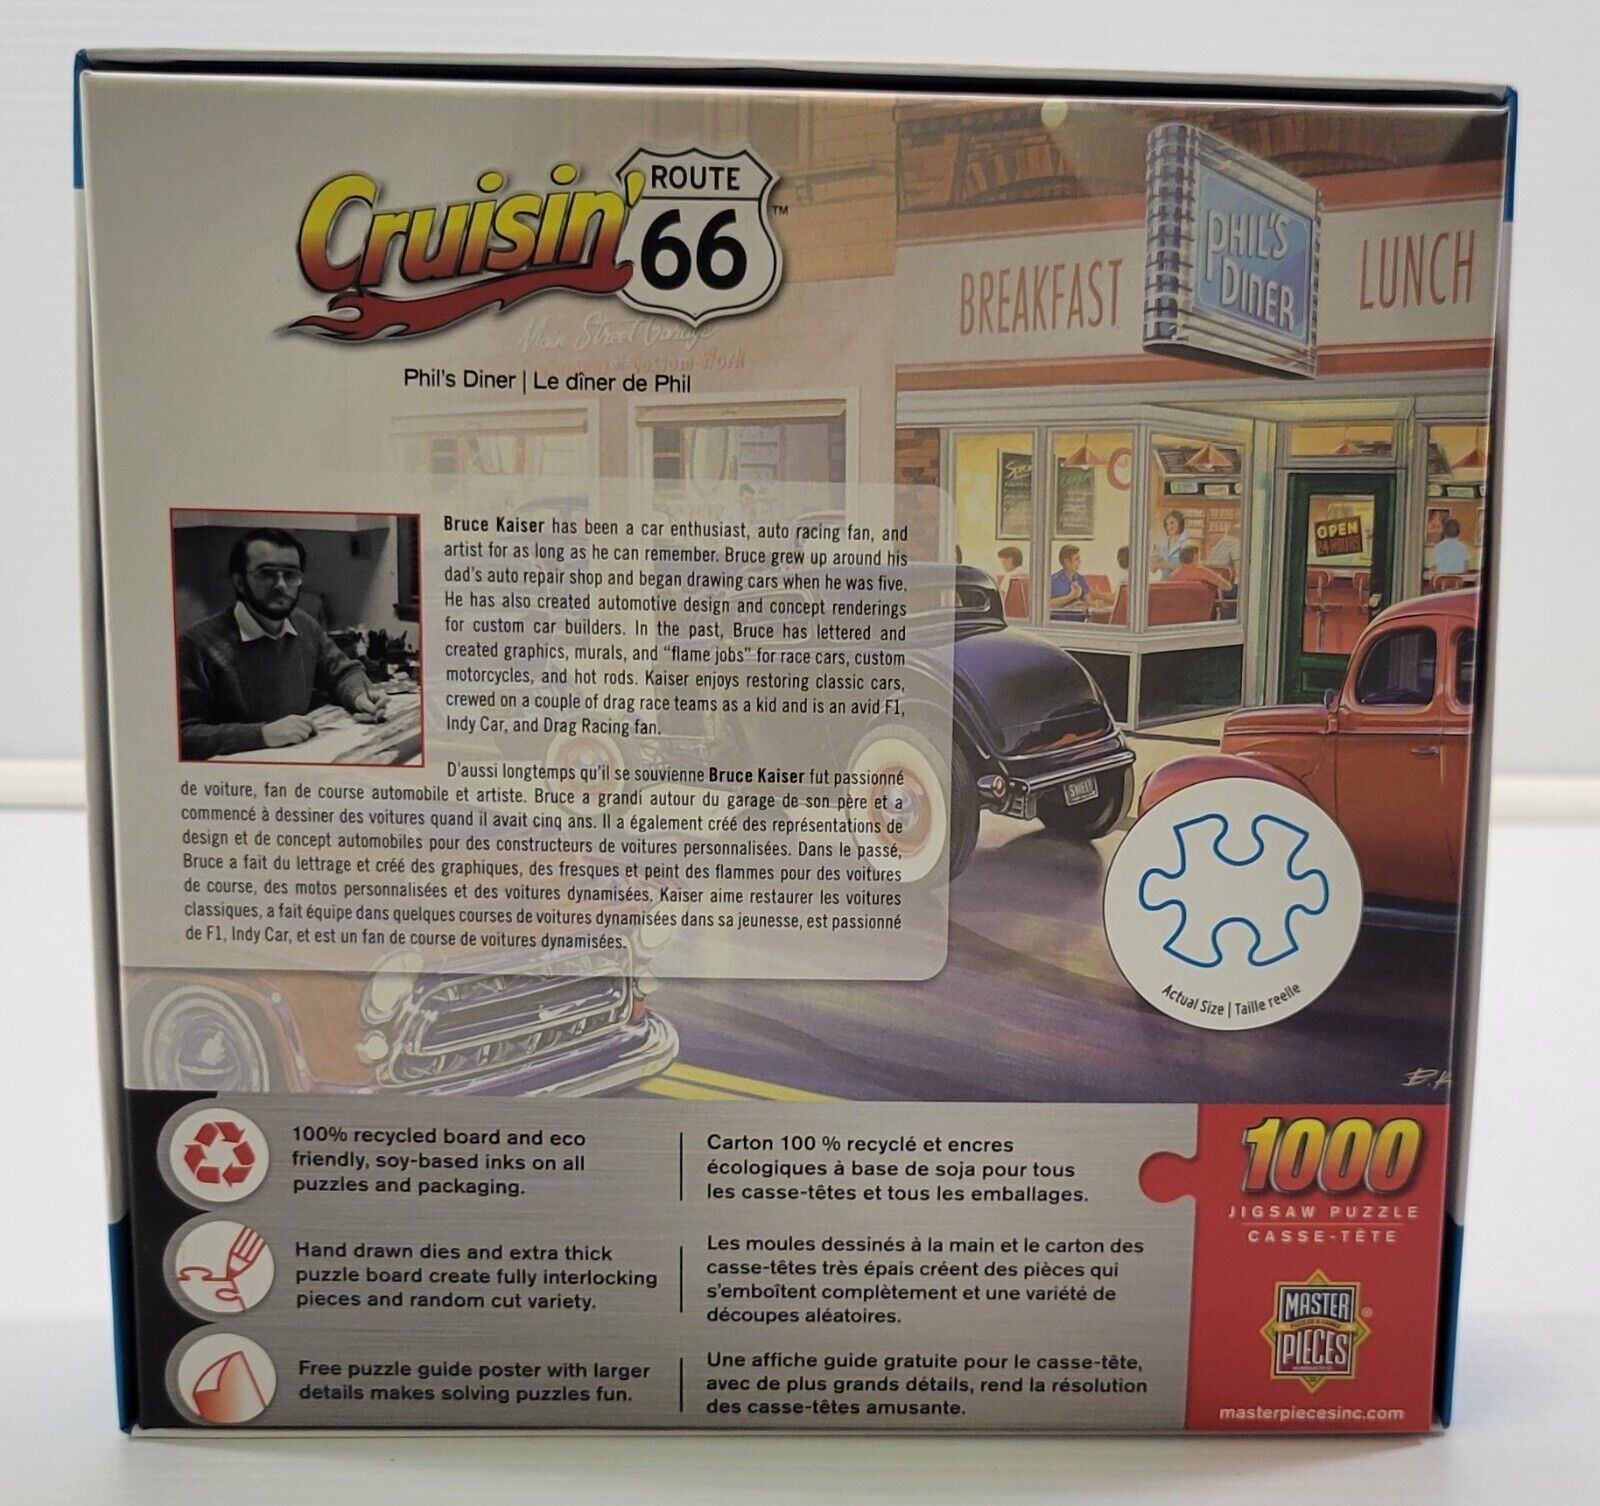 Cruisin'
ROUTE
66
™
Main Street Garage
Work
Phil's Diner | Le dîner de Phil
BREAKFAST
PHIL'S
DINER
LUNCH
OPEN
24 HOURS
Bruce Kaiser has been a car enthusiast, auto racing fan, and
artist for as long as he can remember. Bruce grew up around his
dad's auto repair shop and began drawing cars when he was five.
He has also created automotive design and concept renderings
for custom car builders. In the past, Bruce has lettered and
created graphics, murals, and “flame jobs” for race cars, custom
motorcycles, and hot rods. Kaiser enjoys restoring classic cars,
crewed on a couple of drag race teams as a kid and is an avid F1,
Indy Car, and Drag Racing fan.
D'aussi longtemps qu'il se souvienne Bruce Kaiser fut passionné
de voiture, fan de course automobile et artiste. Bruce a grandi autour du garage de son père et a
commencé à dessiner des voitures quand il avait cinq ans. Il a également créé des représentations de
design et de concept automobiles pour des constructeurs de voitures personnalisées. Dans le passé,
Bruce a fait du lettrage et créé des graphiques, des fresques et peint des flammes pour des voitures
de course, des motos personnalisées et des voitures dynamisées. Kaiser aime restaurer les voitures
classiques, a fait équipe dans quelques courses de voitures dynamisées dans sa jeunesse, est passionné
de F1, Indy Car, et est un fan de course de voitures dynamisées.
Actual Size | Taille reelle
100% recycled board and eco
friendly, soy-based inks on all
puzzles and packaging.
Carton 100 % recyclé et encres
écologiques à base de soja pour tous
les casse-têtes et tous les emballages.
Hand drawn dies and extra thick
puzzle board create fully interlocking
pieces and random cut variety.
Les moules dessinés à la main et le carton des
casse-têtes très épais créent des pièces qui
s'emboîtent complètement et une variété de
découpes aléatoires.
Free puzzle guide poster with larger
details makes solving puzzles fun.
Une affiche guide gratuite pour le casse-tête,
avec de plus grands détails, rend la résolution
des casse-têtes amusante.
1000
JIGSAW PUZZLE
CASSE-TÊTE
MASTER
PIECES
®
masterpiecesinc.com